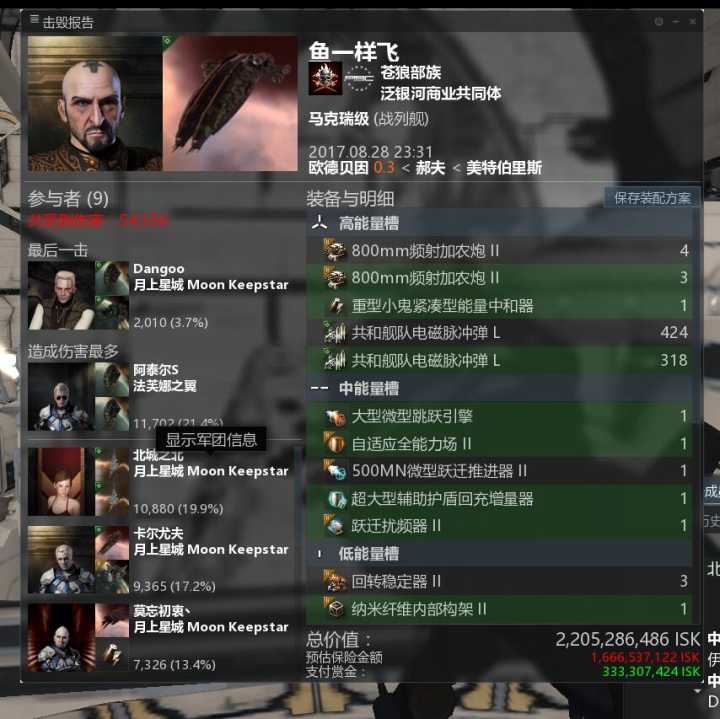 击毁报告
鱼一样飞
苍狼部族
泛银河商业共同体
马克瑞级 (战列舰)
2017.08.28 23:31
欧德贝因 0.3 < 郝夫 < 美特伯里斯
参与者 (9)
最后一击
Dangoo
月上星城 Moon Keepstar
2,010 (3.7%)
造成伤害最多
阿泰尔S
法芙娜之翼
11,702 (21.4%)
显示军团信息
北城之北
月上星城 Moon Keepstar
10,880 (19.9%)
卡尔尤夫
月上星城 Moon Keepstar
9,365 (17.2%)
莫忘初衷丶
月上星城 Moon Keepstar
7,326 (13.4%)
装备与明细
保存装配方案
高能量槽
800mm频射加农炮 II 4
800mm频射加农炮 II 3
重型小鬼紧凑型能量中和器 1
共和舰队电磁脉冲弹 L 424
共和舰队电磁脉冲弹 L 318
中能量槽
大型微型跳跃引擎 1
自适应全能力场 II 1
500MN微型跃迁推进器 II 1
超大型辅助护盾回充增量器 1
跃迁扰频器 II 1
低能量槽
回转稳定器 II 3
纳米纤维内部构架 II 1
总价值： 2,205,286,486 ISK
预估保险金额 1,666,537,122 ISK
支付赏金： 333,307,424 ISK
北
中
伊
中
D